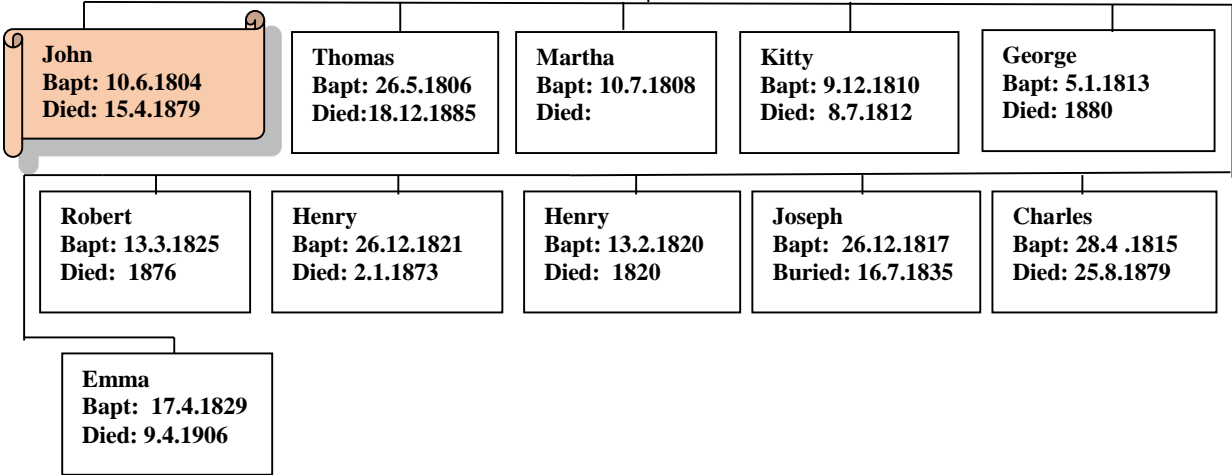 John
Bapt: 10.6.1804
Died: 15.4.1879
Thomas
Bapt: 26.5.1806
Died:18.12.1885
Martha
Bapt: 10.7.1808
Died:
Kitty
Bapt: 9.12.1810
Died: 8.7.1812
George
Bapt: 5.1.1813
Died: 1880
Robert
Bapt: 13.3.1825
Died: 1876
Henry
Bapt: 26.12.1821
Died: 2.1.1873
Henry
Bapt: 13.2.1820
Died: 1820
Joseph
Bapt: 26.12.1817
Buried: 16.7.1835
Charles
Bapt: 28.4 .1815
Died: 25.8.1879
Emma
Bapt: 17.4.1829
Died: 9.4.1906